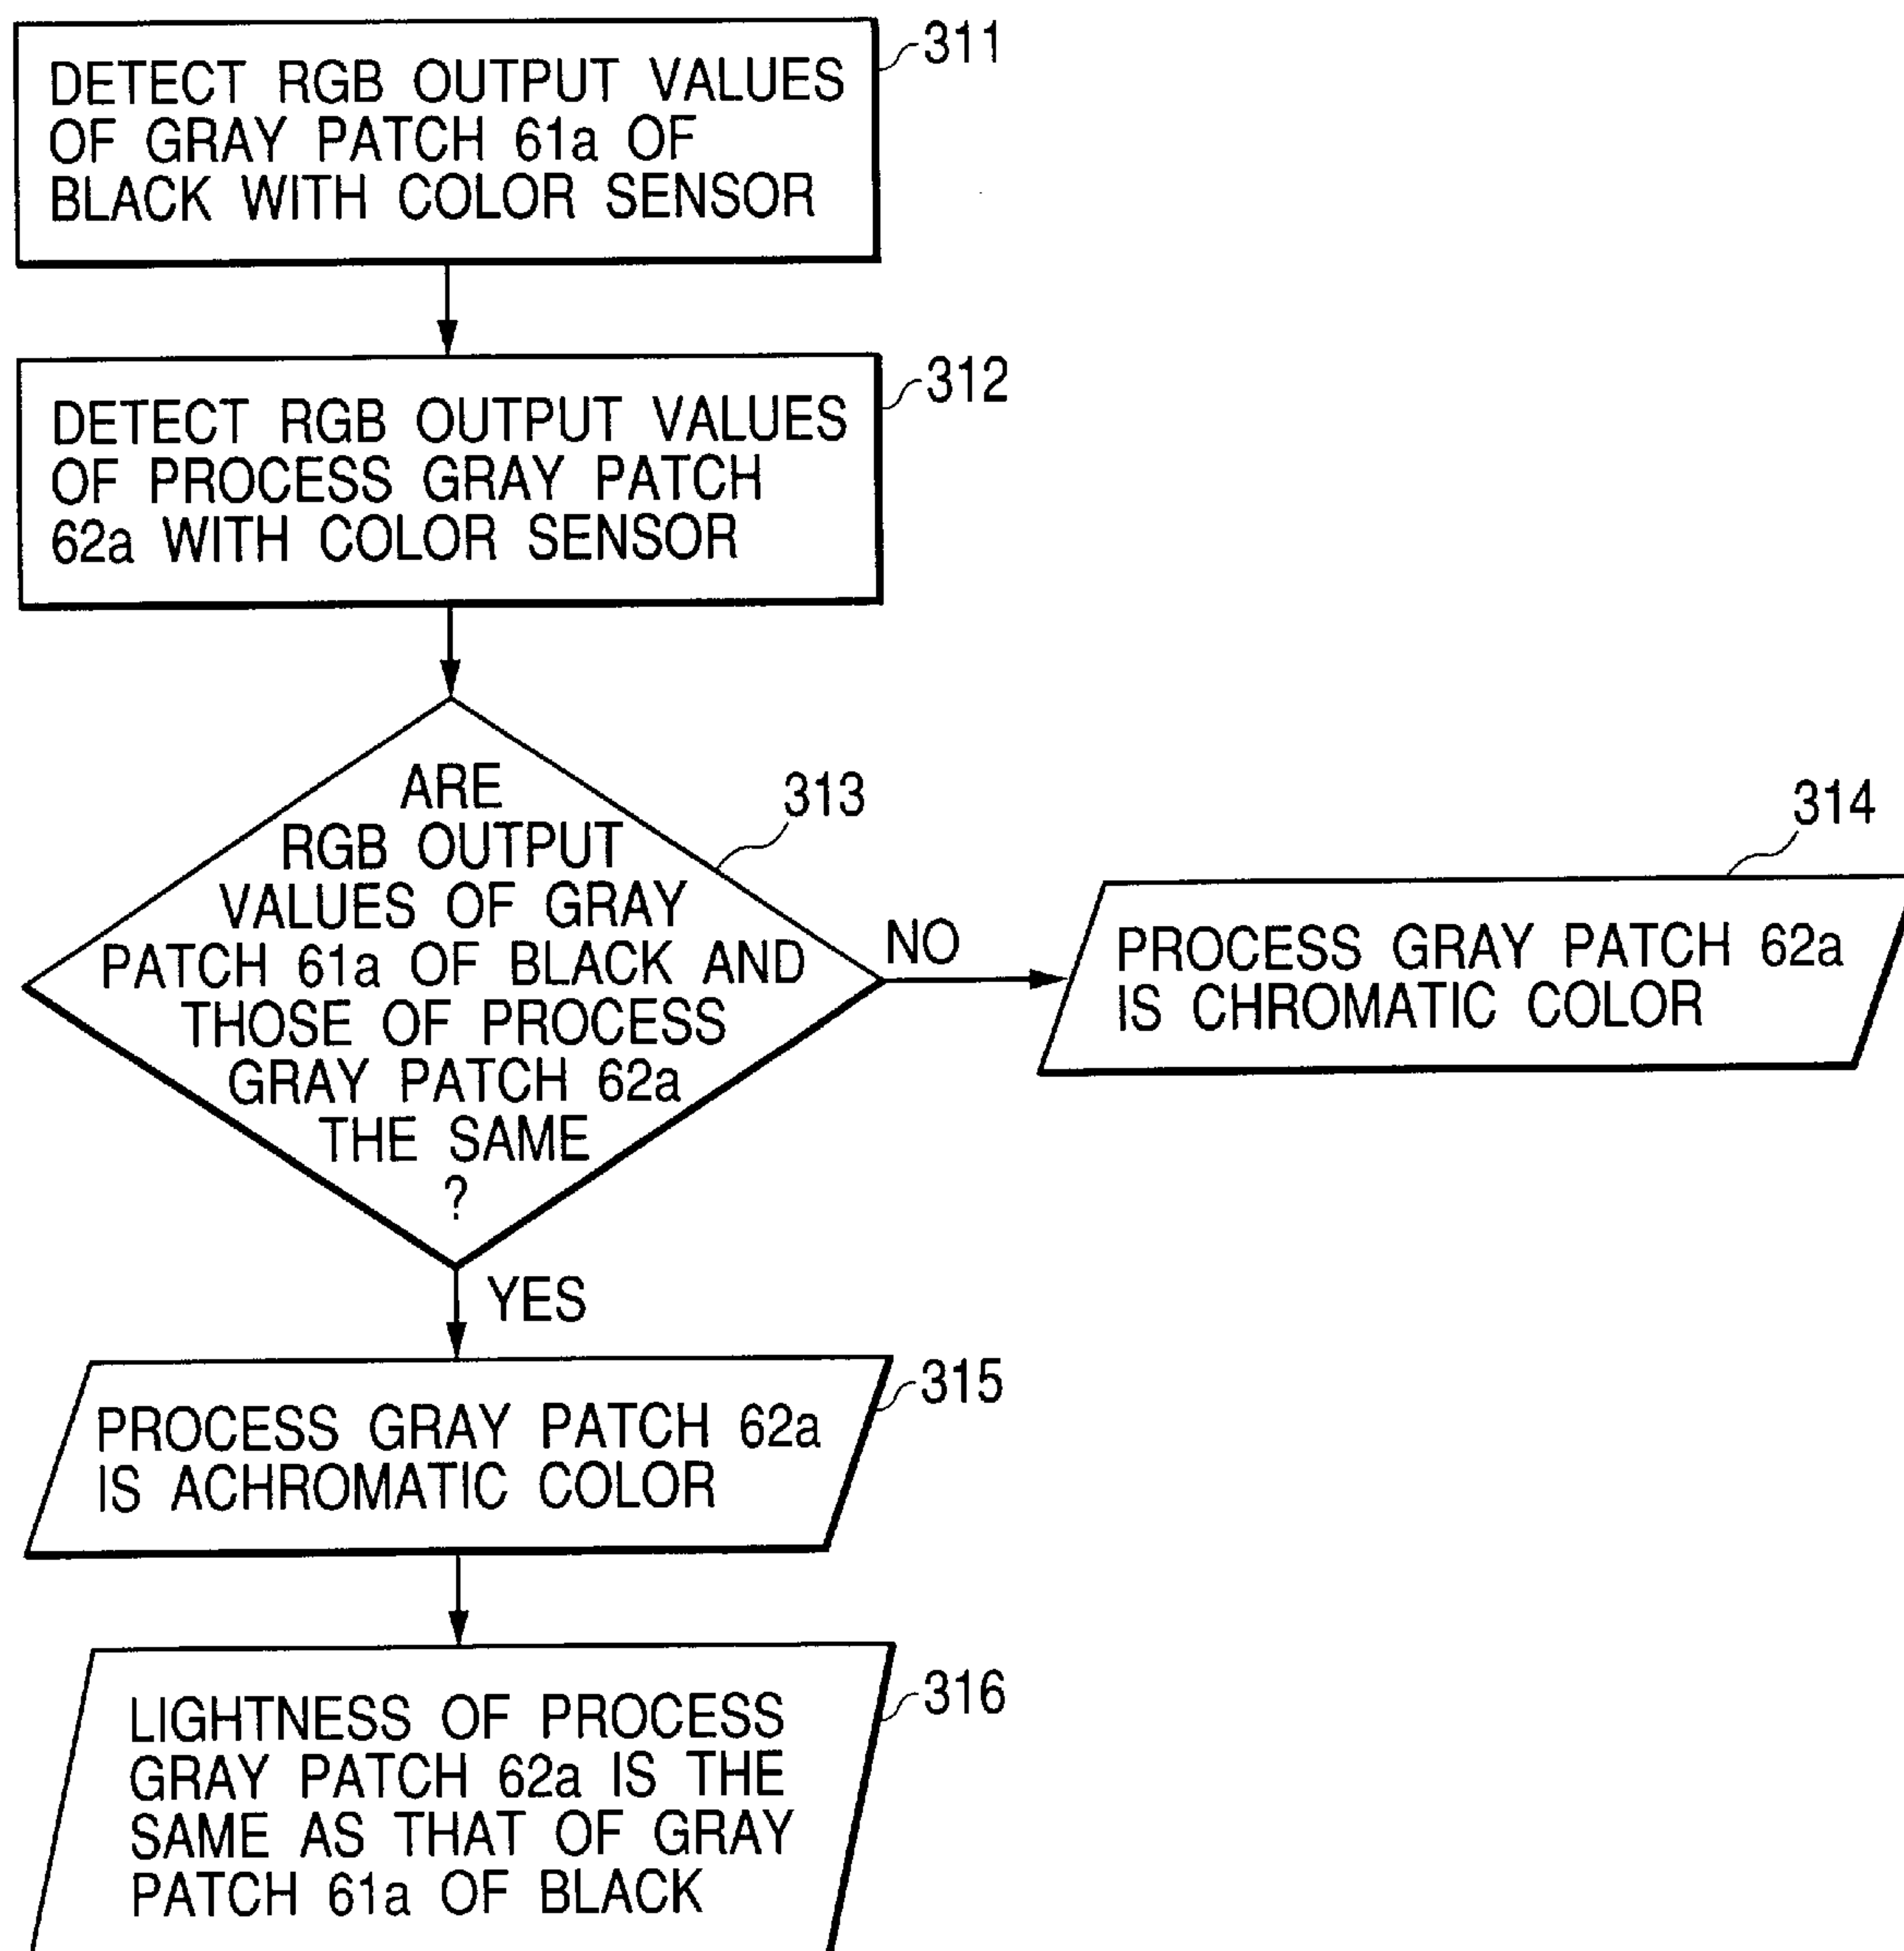 311
DETECT RGB OUTPUT VALUES
OF GRAY PATCH 61a OF
BLACK WITH COLOR SENSOR
312
DETECT RGB OUTPUT VALUES
OF PROCESS GRAY PATCH
62a WITH COLOR SENSOR
313
ARE
RGB OUTPUT
VALUES OF GRAY
PATCH 61a OF BLACK AND
THOSE OF PROCESS
GRAY PATCH 62a
THE SAME
?
NO
314
PROCESS GRAY PATCH 62a
IS CHROMATIC COLOR
YES
315
PROCESS GRAY PATCH 62a
IS ACHROMATIC COLOR
316
LIGHTNESS OF PROCESS
GRAY PATCH 62a IS THE
SAME AS THAT OF GRAY
PATCH 61a OF BLACK